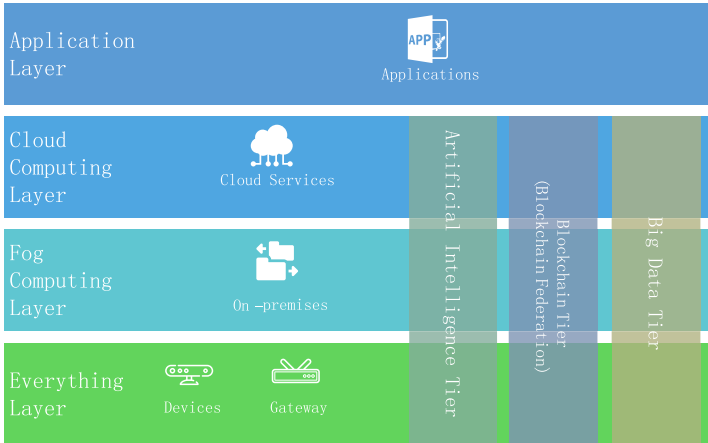 Application
Layer
APP
Applications
Cloud
Computing
Layer
Cloud Services
Fog
Computing
Layer
On –premises
Everything
Layer
Devices
Gateway
Artificial Intelligence Tier
Blockchain Tier
(Blockchain Federation)
Big Data Tier